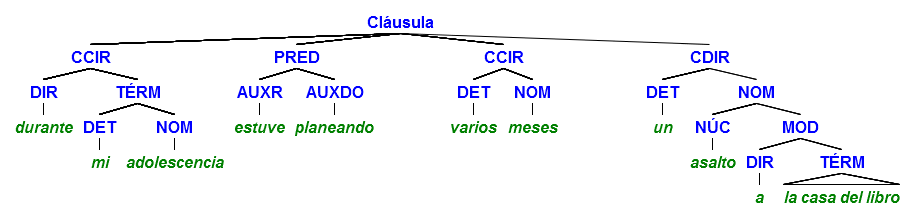 Cláusula
CCIR PRED CCIR CDIR
DIR TÉRM AUXR AUXDO DET NOM DET NOM
durante DET NOM estuve planeando varios meses un NÚC MOD
mi adolescencia asalto DIR TÉRM
a la casa del libro